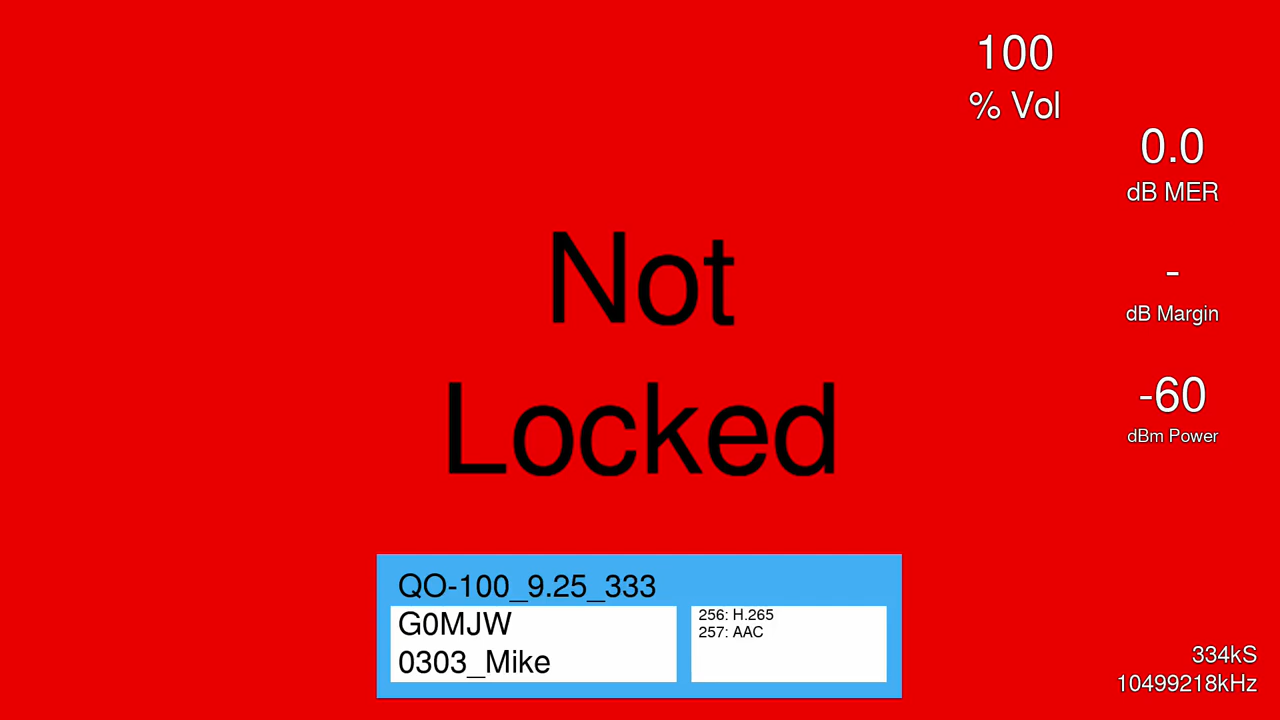 100
% Vol
0.0
dB MER
-
dB Margin
-60
dBm Power
Not
Locked
QO-100_9.25_333
G0MJW
0303_Mike
256: H.265
257: AAC
334kS
10499218kHz